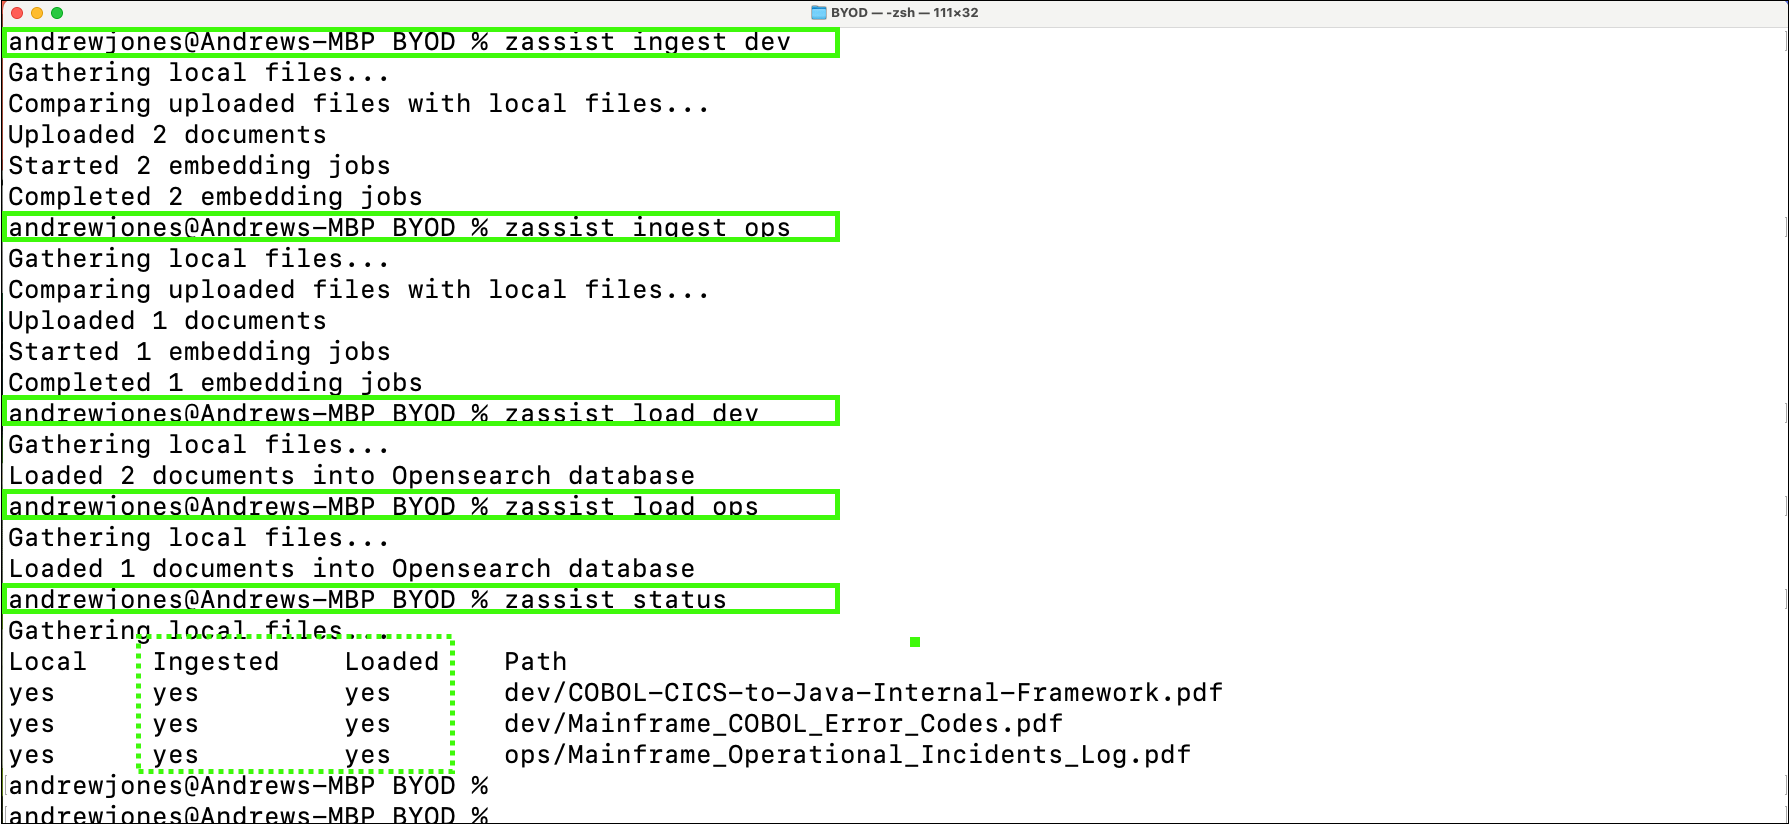 BYOD — -zsh — 111×32
andrewjones@Andrews-MBP BYOD % zassist ingest dev
Gathering local files...
Comparing uploaded files with local files...
Uploaded 2 documents
Started 2 embedding jobs
Completed 2 embedding jobs
andrewjones@Andrews-MBP BYOD % zassist ingest ops
Gathering local files...
Comparing uploaded files with local files...
Uploaded 1 documents
Started 1 embedding jobs
Completed 1 embedding jobs
andrewjones@Andrews-MBP BYOD % zassist load dev
Gathering local files...
Loaded 2 documents into Opensearch database
andrewjones@Andrews-MBP BYOD % zassist load ops
Gathering local files...
Loaded 1 documents into Opensearch database
andrewjones@Andrews-MBP BYOD % zassist status
Gathering local files...
Local Ingested Loaded Path
yes yes yes dev/COBOL-CICS-to-Java-Internal-Framework.pdf
yes yes yes dev/Mainframe_COBOL_Error_Codes.pdf
yes yes yes ops/Mainframe_Operational_Incidents_Log.pdf
andrewjones@Andrews-MBP BYOD %
andrewjones@Andrews-MBP BYOD %